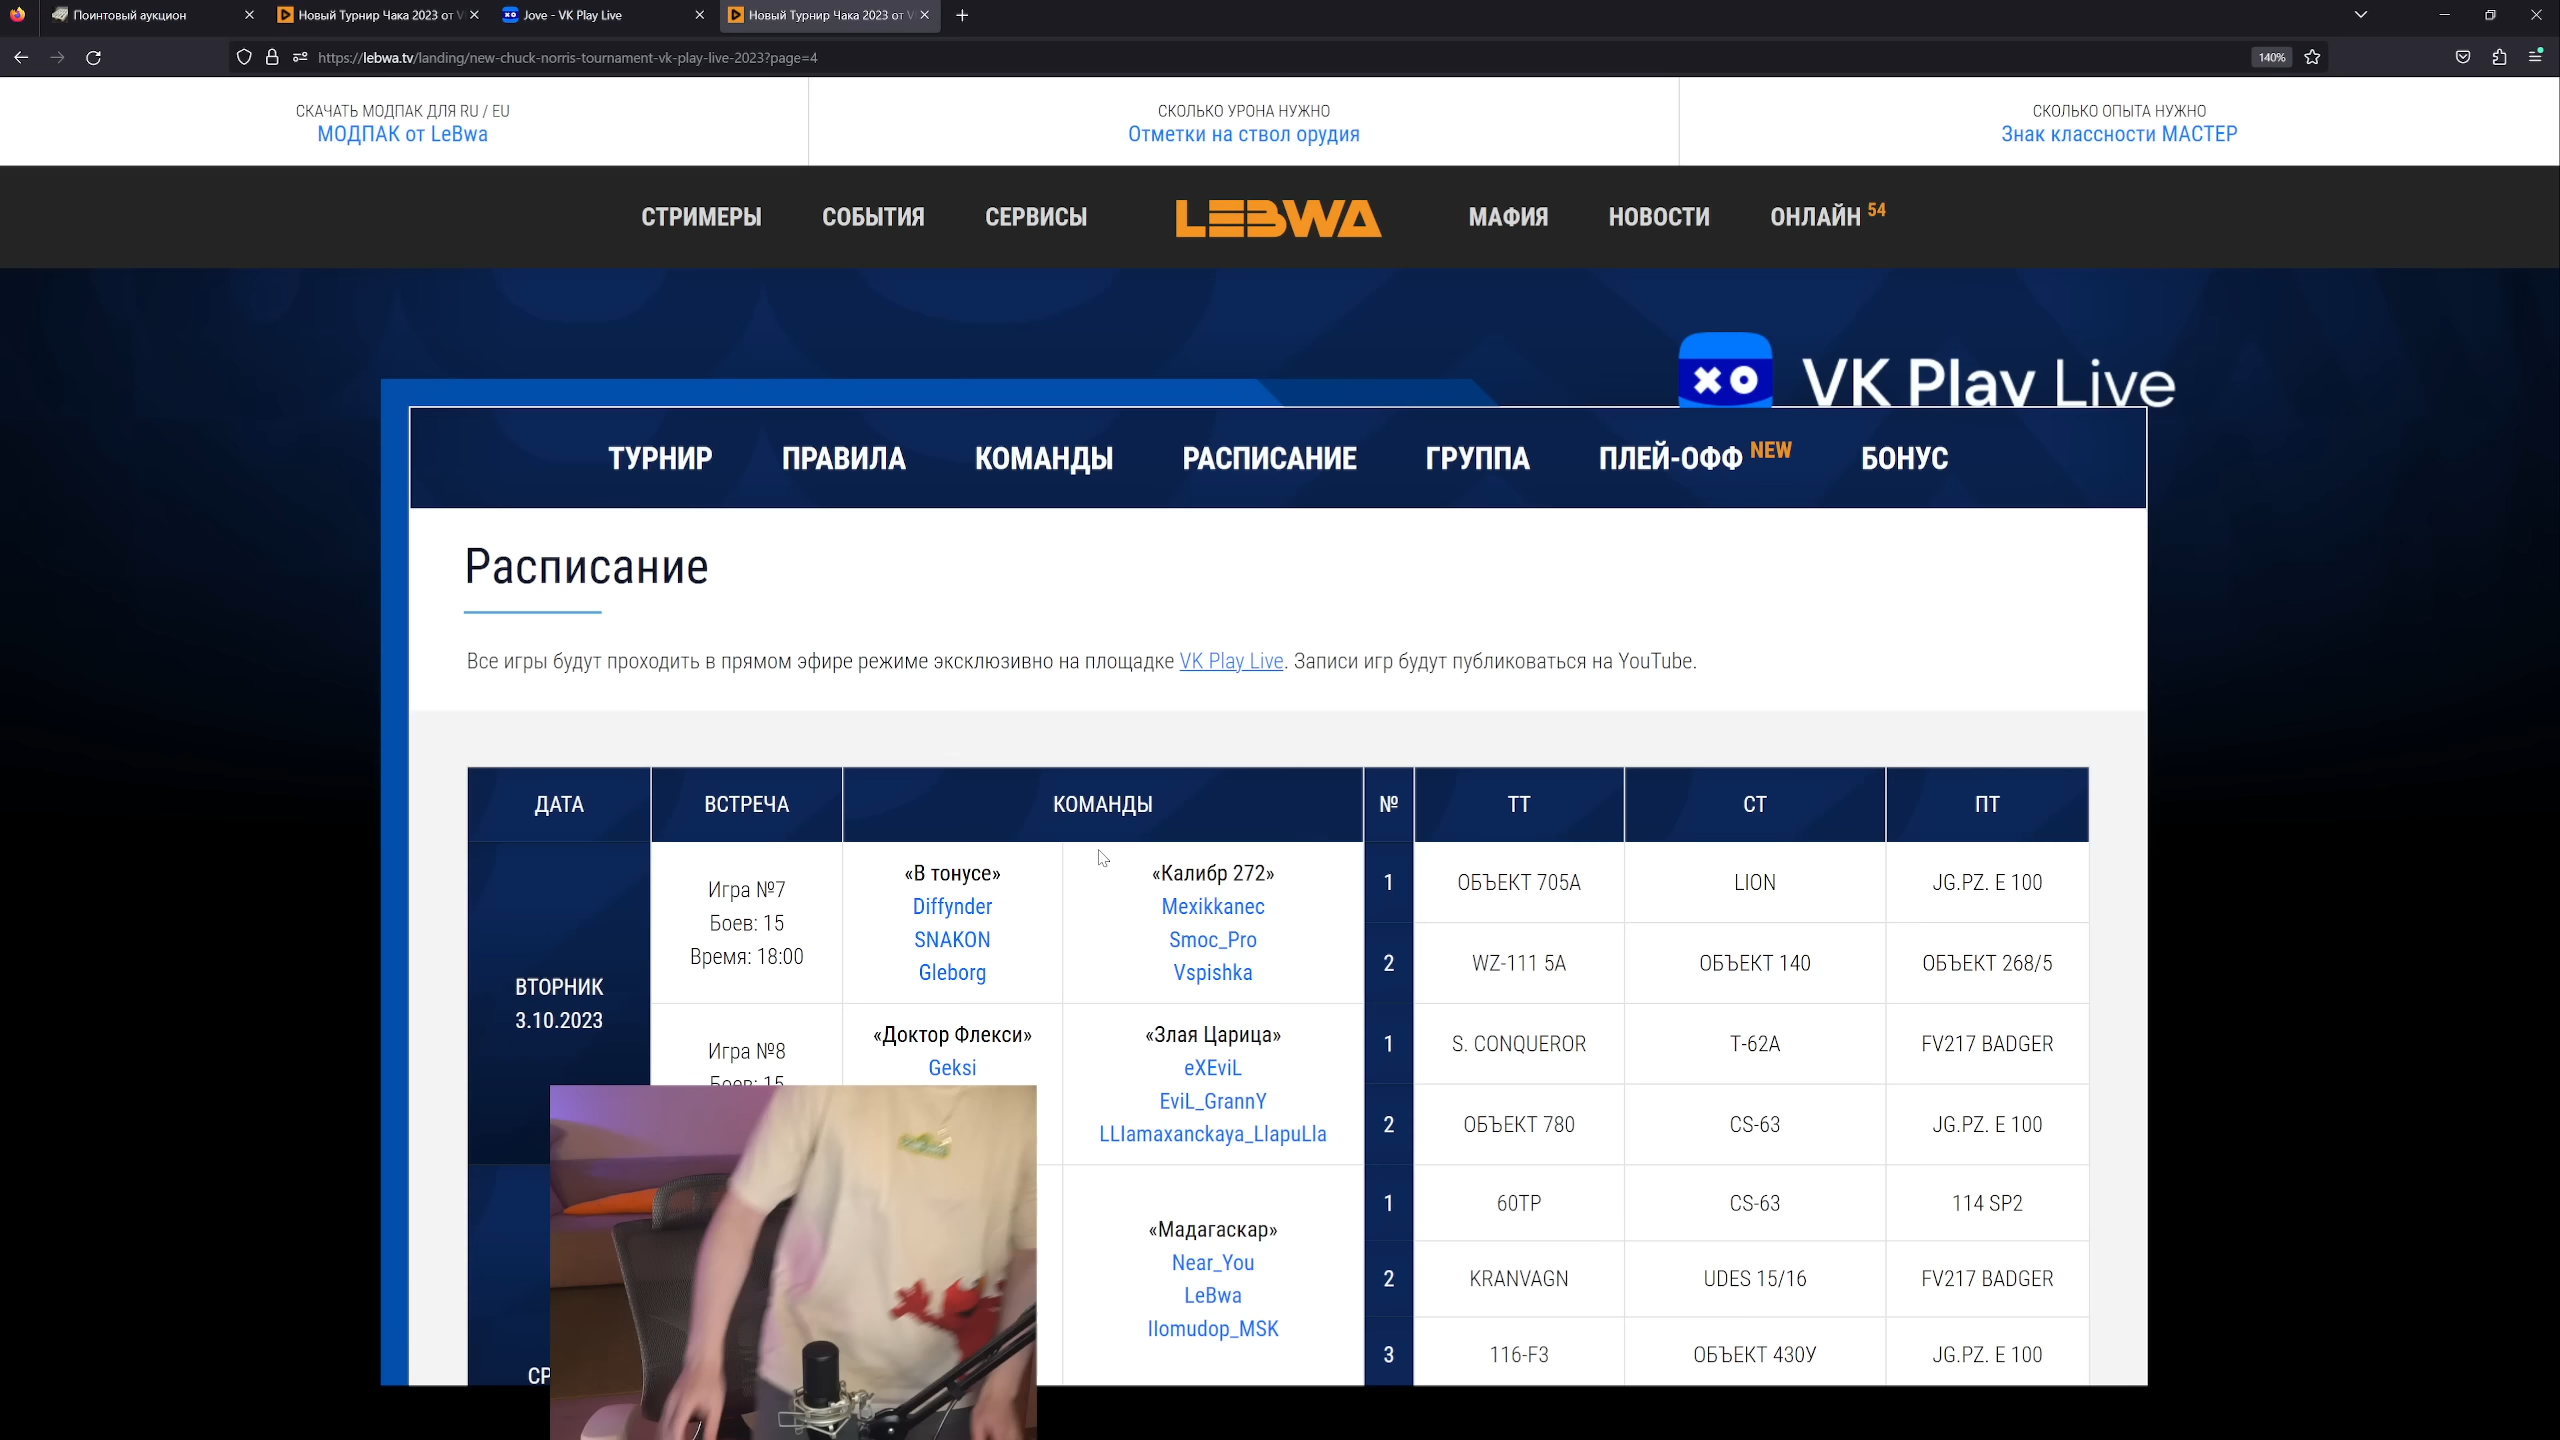 Поинтовый аукцион
Новый Турнир Чака 2023 от V
Jove - VK Play Live
Новый Турнир Чака 2023 от V
https://lebwa.tv/landing/new-chuck-norris-tournament-vk-play-live-2023?page=4
140%
СКАЧАТЬ МОДПАК ДЛЯ RU / EU
МОДПАК от LeBwa
СКОЛЬКО УРОНА НУЖНО
Отметки на ствол орудия
СКОЛЬКО ОПЫТА НУЖНО
Знак классности МАСТЕР
СТРИМЕРЫ СОБЫТИЯ СЕРВИСЫ LEBWA МАФИЯ НОВОСТИ ОНЛАЙН 54
VK Play Live
ТУРНИР ПРАВИЛА КОМАНДЫ РАСПИСАНИЕ ГРУППА ПЛЕЙ-ОФФ NEW БОНУС
Расписание
Все игры будут проходить в прямом эфире режиме эксклюзивно на площадке VK Play Live. Записи игр будут публиковаться на YouTube.
ДАТА ВСТРЕЧА КОМАНДЫ № ТТ СТ ПТ
ВТОРНИК
3.10.2023
Игра №7
Боев: 15
Время: 18:00
«В тонусе»
Diffynder
SNAKON
Gleborg
«Калибр 272»
Mexikkanec
Smoc_Pro
Vspishka
1 ОБЪЕКТ 705А LION JG.PZ. E 100
2 WZ-111 5A ОБЪЕКТ 140 ОБЪЕКТ 268/5
Игра №8
Боев: 15
«Доктор Флекси»
Geksi
«Злая Царица»
eXEviL
EviL_GrannY
LLIamaxanckaya_LlapuLla
1 S. CONQUEROR T-62A FV217 BADGER
2 ОБЪЕКТ 780 CS-63 JG.PZ. E 100
СР
«Мадагаскар»
Near_You
LeBwa
IIomudop_MSK
1 60TP CS-63 114 SP2
2 KRANVAGN UDES 15/16 FV217 BADGER
3 116-F3 ОБЪЕКТ 430У JG.PZ. E 100